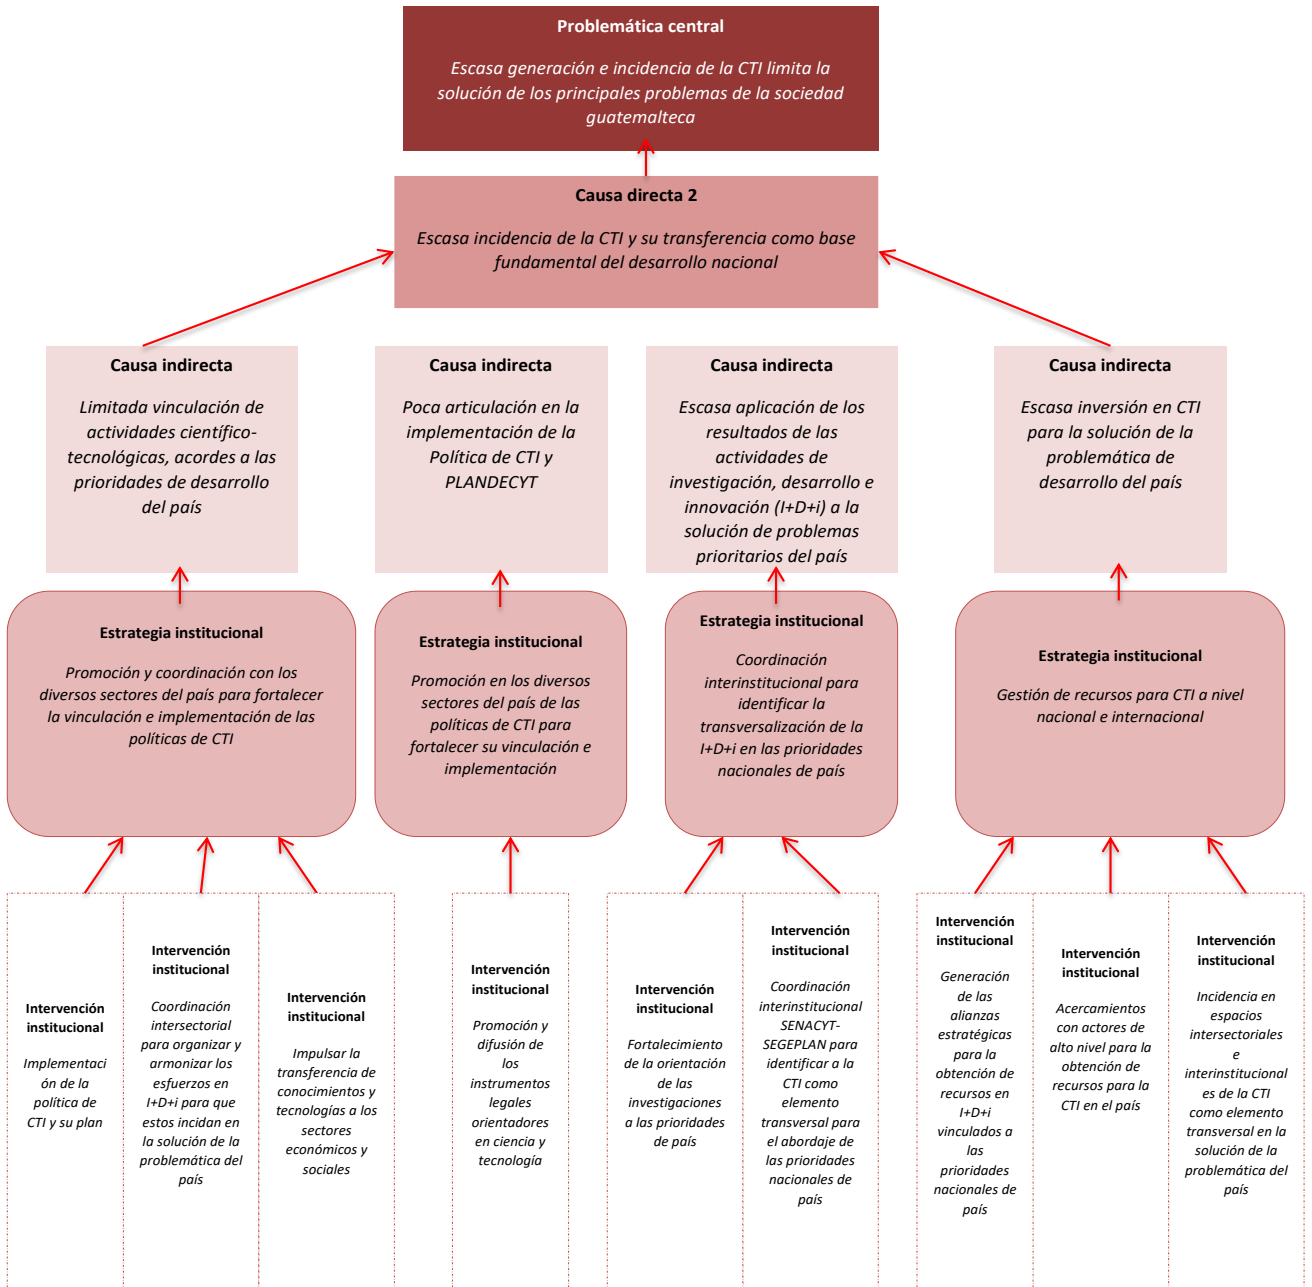 Problemática central
Escasa generación e incidencia de la CTI limita la
solución de los principales problemas de la sociedad
guatemalteca
Causa directa 2
Escasa incidencia de la CTI y su transferencia como base
fundamental del desarrollo nacional
Causa indirecta
Limitada vinculación de
actividades científico-
tecnológicas, acordes a las
prioridades de desarrollo
del país
Causa indirecta
Poca articulación en la
implementación de la
Política de CTI y
PLANDECYT
Causa indirecta
Escasa aplicación de los
resultados de las
actividades de
investigación, desarrollo e
innovación (I+D+i) a la
solución de problemas
prioritarios del país
Causa indirecta
Escasa inversión en CTI
para la solución de la
problemática de
desarrollo del país
Estrategia institucional
Promoción y coordinación con los
diversos sectores del país para fortalecer
la vinculación e implementación de las
políticas de CTI
Estrategia institucional
Promoción en los diversos
sectores del país de las
políticas de CTI para
fortalecer su vinculación e
implementación
Estrategia institucional
Coordinación
interinstitucional para
identificar la
transversalización de la
I+D+i en las prioridades
nacionales de país
Estrategia institucional
Gestión de recursos para CTI a nivel
nacional e internacional
Intervención
institucional
Implementaci
ón de la
política de
CTI y su plan
Intervención
institucional
Coordinación
intersectorial
para organizar y
armonizar los
esfuerzos en
I+D+i para que
estos incidan en
la solución de la
problemática del
país
Intervención
institucional
Impulsar la
transferencia de
conocimientos y
tecnologías a los
sectores
económicos y
sociales
Intervención
institucional
Promoción y
difusión de
los
instrumentos
legales
orientadores
en ciencia y
tecnología
Intervención
institucional
Fortalecimiento
de la orientación
de las
investigaciones
a las prioridades
de país
Intervención
institucional
Coordinación
interinstitucional
SENACYT-
SEGEPLAN para
identificar a la
CTI como
elemento
transversal para
el abordaje de
las prioridades
nacionales de
país
Intervención
institucional
Generación
de las
alianzas
estratégicas
para la
obtención de
recursos en
I+D+i
vinculados a
las
prioridades
nacionales de
país
Intervención
institucional
Acercamientos
con actores de
alto nivel para la
obtención de
recursos para la
CTI en el país
Intervención
institucional
Incidencia en
espacios
intersectoriales
e
interinstitucional
es de la CTI
como elemento
transversal en la
solución de la
problemática del
país